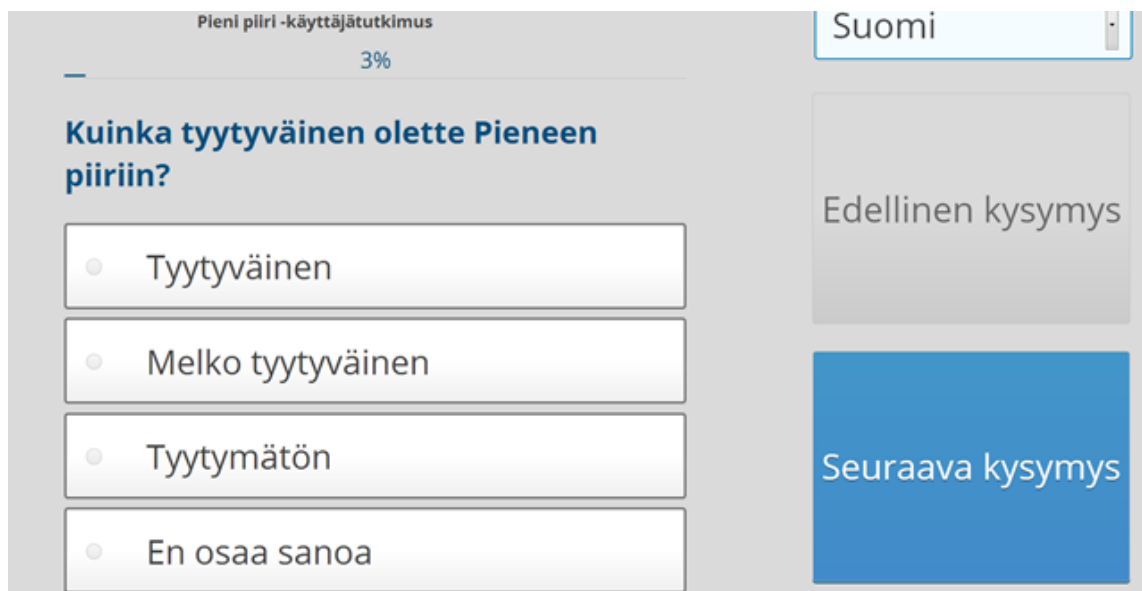 Pieni piiri -käyttäjätutkimus
3%
Kuinka tyytyväinen olette Pieneen
piiriin?
Tyytyväinen
Melko tyytyväinen
Tyytymätön
En osaa sanoa
Suomi
Edellinen kysymys
Seuraava kysymys